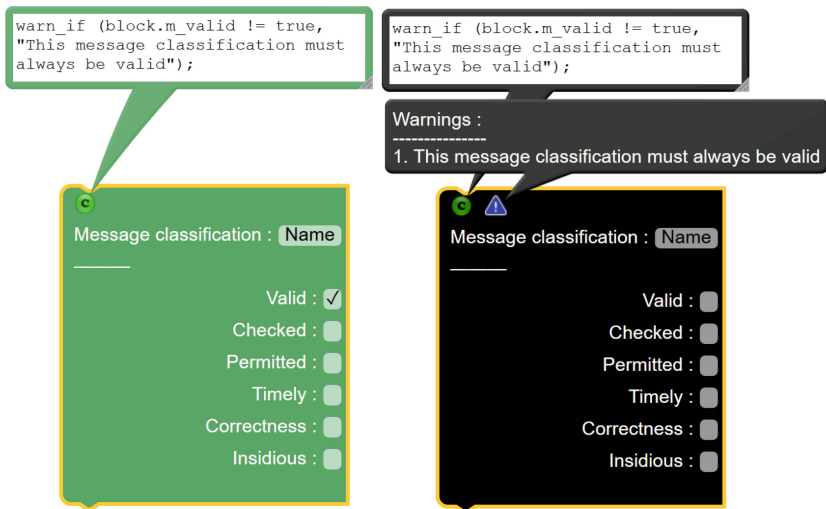 warn_if (block.m_valid != true,
"This message classification must
always be valid");
C
Message classification : Name
Valid : ✓
Checked :
Permitted :
Timely :
Correctness :
Insidious :
warn_if (block.m_valid != true,
"This message classification must
always be valid");
Warnings :
---------------
1. This message classification must always be valid
C !
Message classification : Name
Valid :
Checked :
Permitted :
Timely :
Correctness :
Insidious :